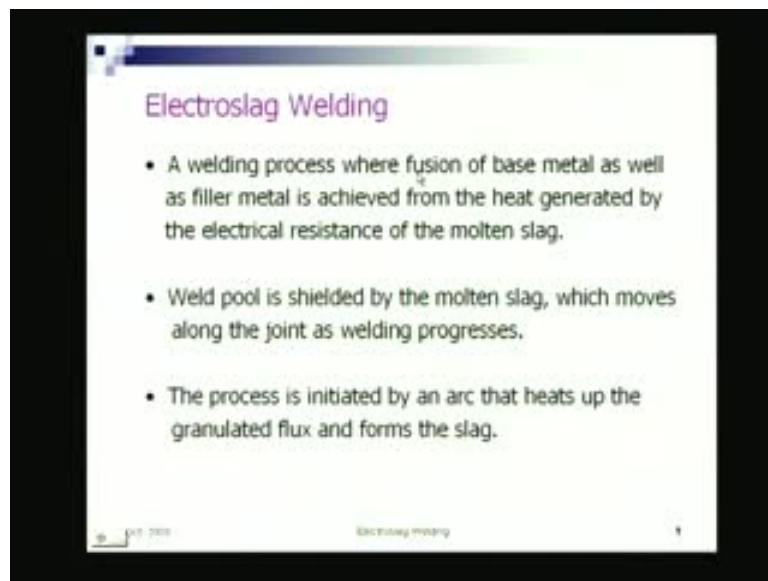 Electroslag Welding
• A welding process where fusion of base metal as well
as filler metal is achieved from the heat generated by
the electrical resistance of the molten slag.
• Weld pool is shielded by the molten slag, which moves
along the joint as welding progresses.
• The process is initiated by an arc that heats up the
granulated flux and forms the slag.
Electroslag Welding